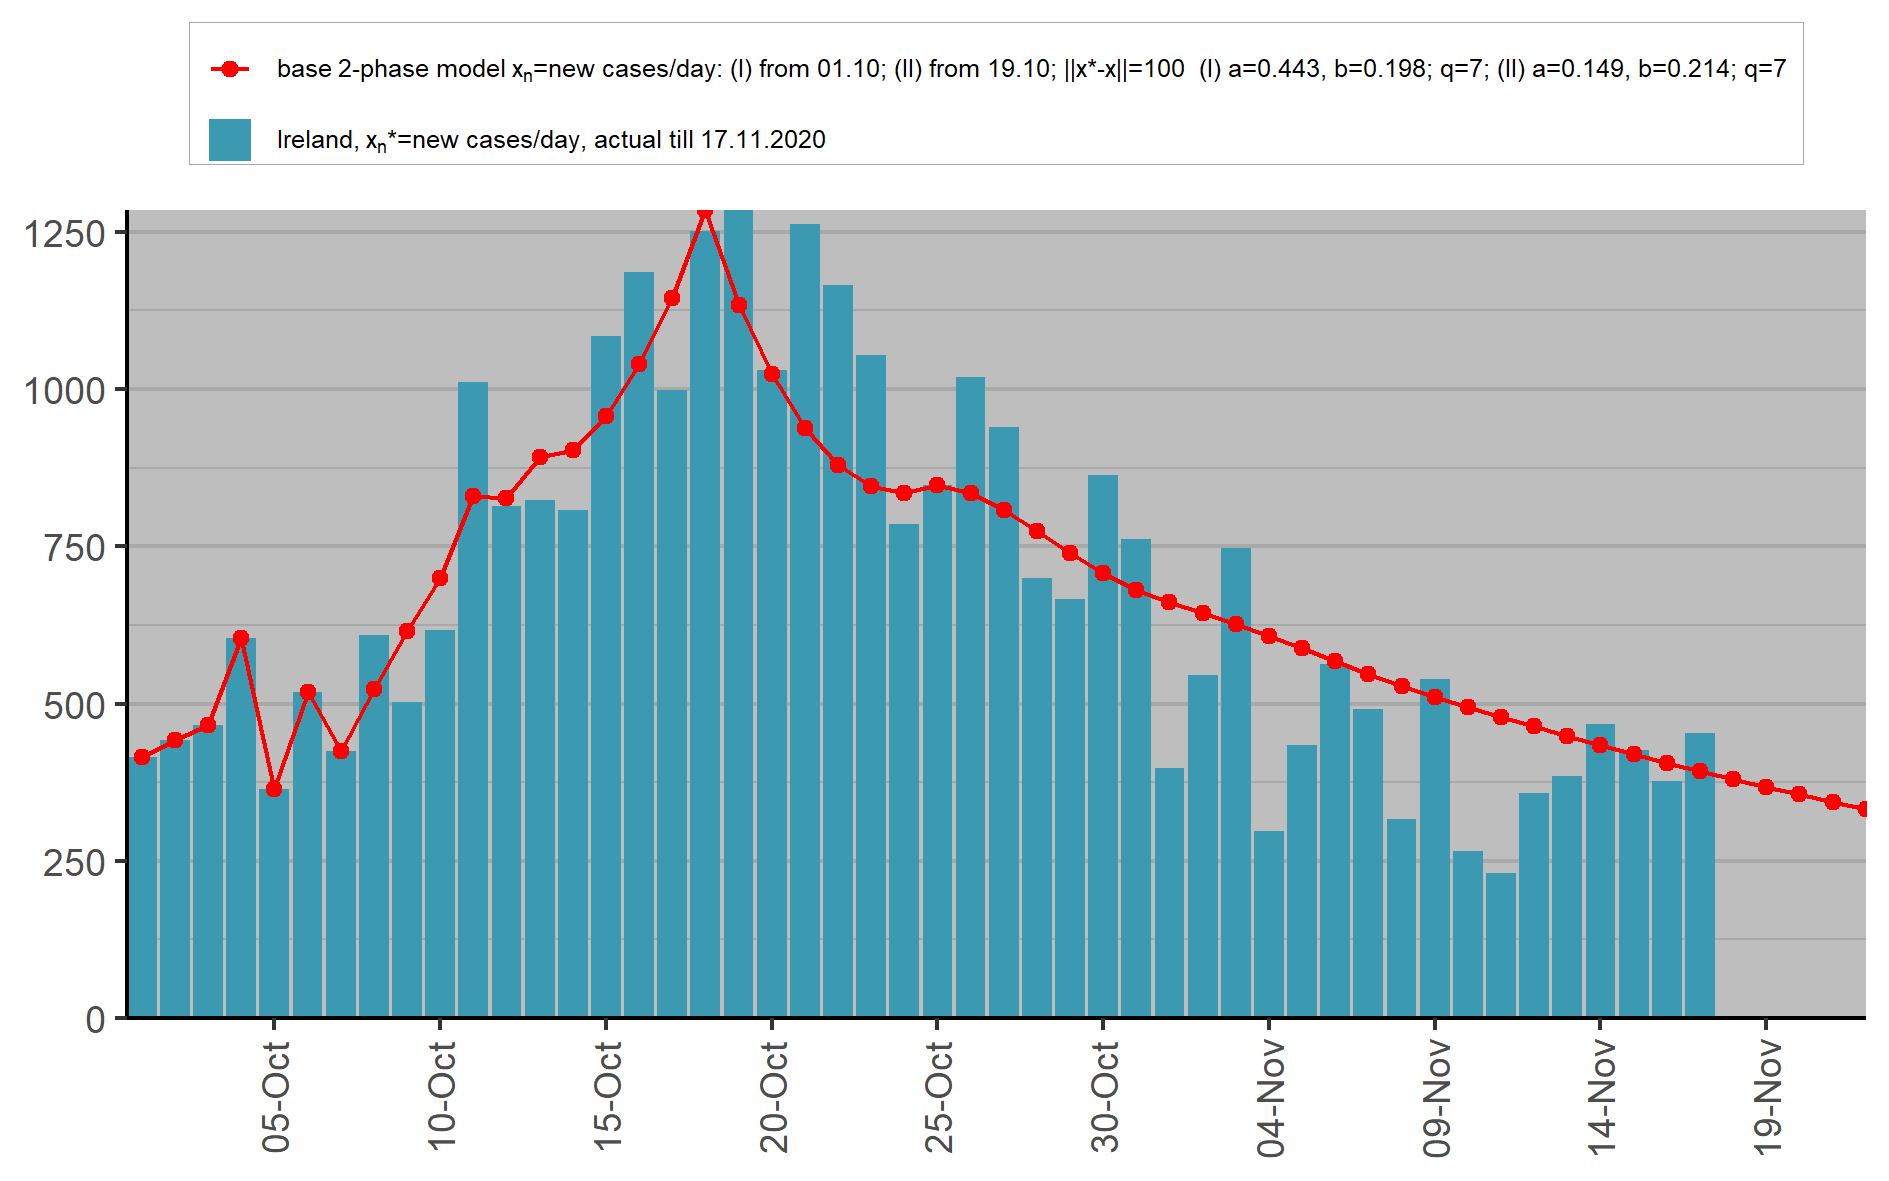 base 2-phase model xn=new cases/day: (I) from 01.10; (II) from 19.10; ||x*-x||=100  (I) a=0.443, b=0.198; q=7; (II) a=0.149, b=0.214; q=7
Ireland, xn*=new cases/day, actual till 17.11.2020
1250
1000
750
500
250
0
05-Oct
10-Oct
15-Oct
20-Oct
25-Oct
30-Oct
04-Nov
09-Nov
14-Nov
19-Nov